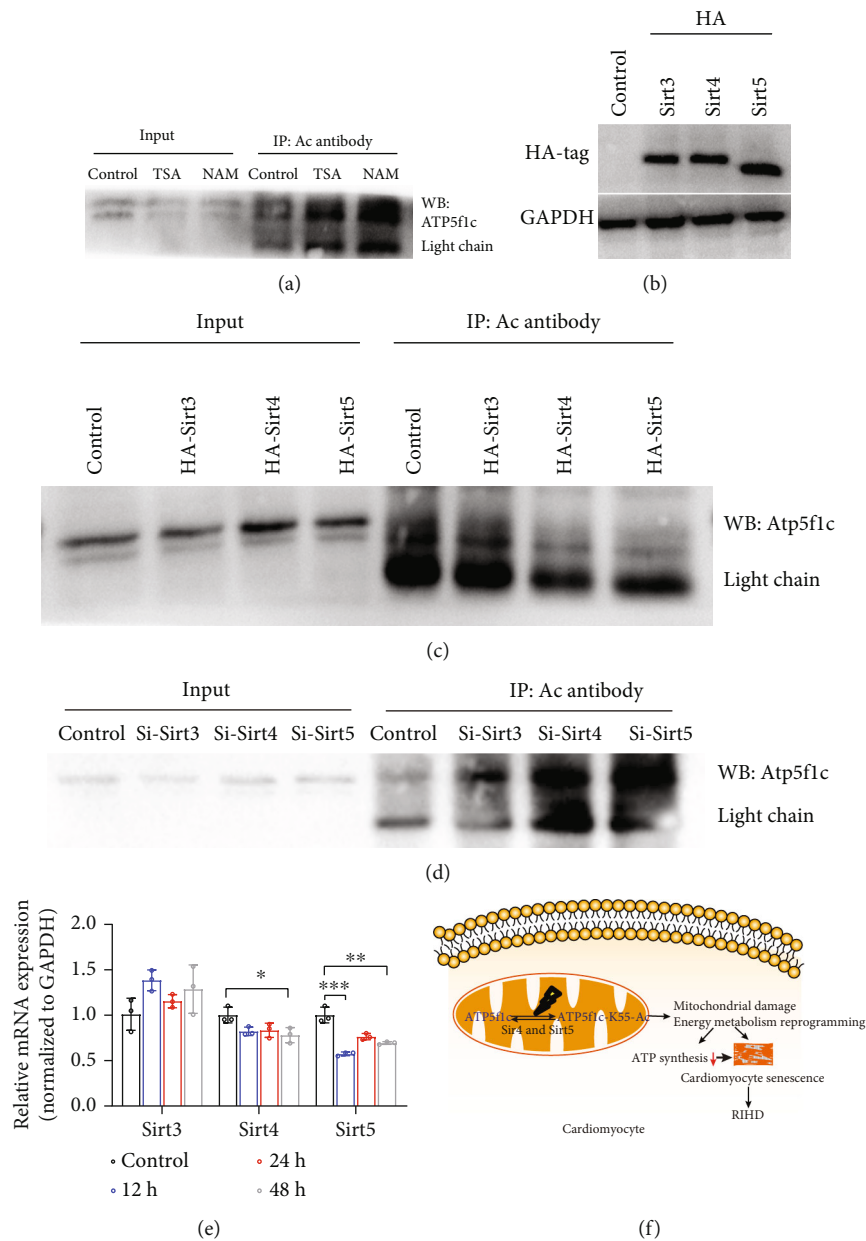 Input
IP: Ac antibody
Control TSA NAM Control TSA NAM
WB:
ATP5f1c
Light chain
(a)
HA
Control Sirt3 Sirt4 Sirt5
HA-tag
GAPDH
(b)
Input
IP: Ac antibody
Control HA-Sirt3 HA-Sirt4 HA-Sirt5 Control HA-Sirt3 HA-Sirt4 HA-Sirt5
WB: Atp5f1c
Light chain
(c)
Input
IP: Ac antibody
Control Si-Sirt3 Si-Sirt4 Si-Sirt5 Control Si-Sirt3 Si-Sirt4 Si-Sirt5
WB: Atp5f1c
Light chain
(d)
Relative mRNA expression
(normalized to GAPDH)
2.0
1.5
1.0
0.5
0.0
*
**
***
Sirt3 Sirt4 Sirt5
Control
24 h
12 h
48 h
(e)
ATP5f1c
ATP5f1c-K55-Ac
Sir4 and Sirt5
Mitochondrial damage
Energy metabolism reprogramming
ATP synthesis
Cardiomyocyte senescence
RIHD
Cardiomyocyte
(f)